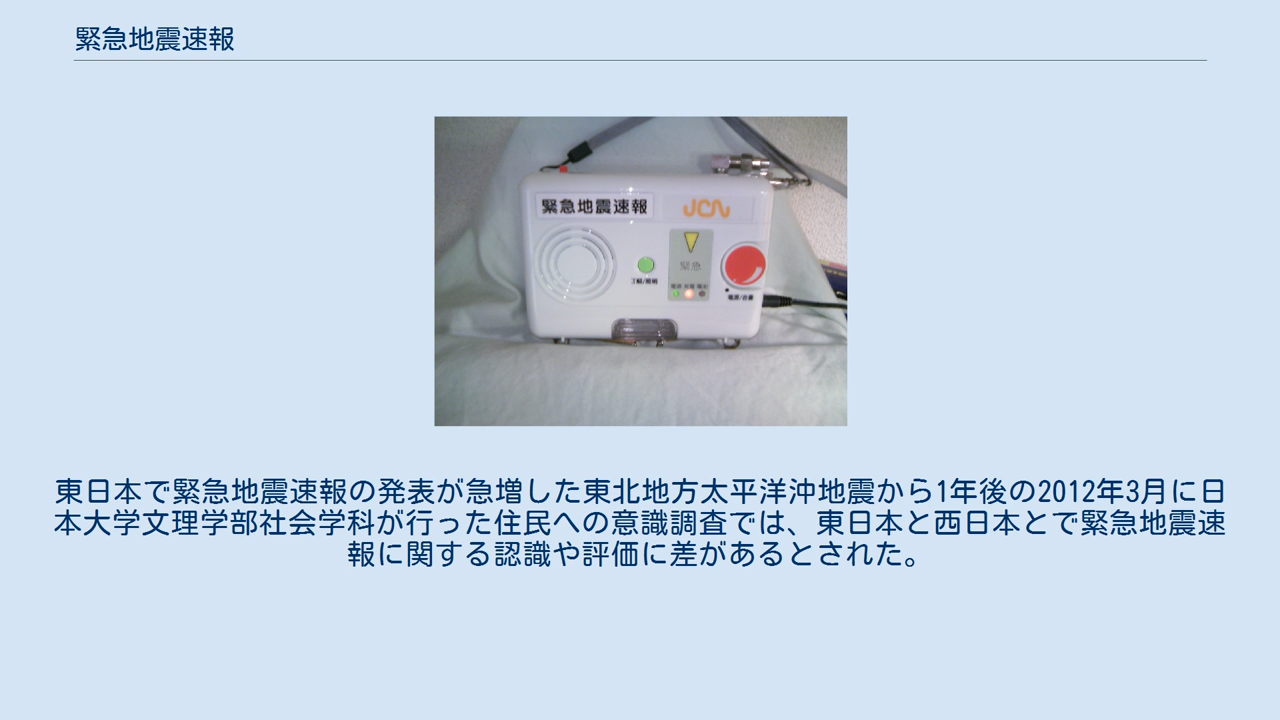 緊急地震速報
緊急地震速報
JCN
緊急
東日本で緊急地震速報の発表が急増した東北地方太平洋沖地震から1年後の2012年3月に日
本大学文理学部社会学科が行った住民への意識調査では、東日本と西日本とで緊急地震速
報に関する認識や評価に差があるとされた。